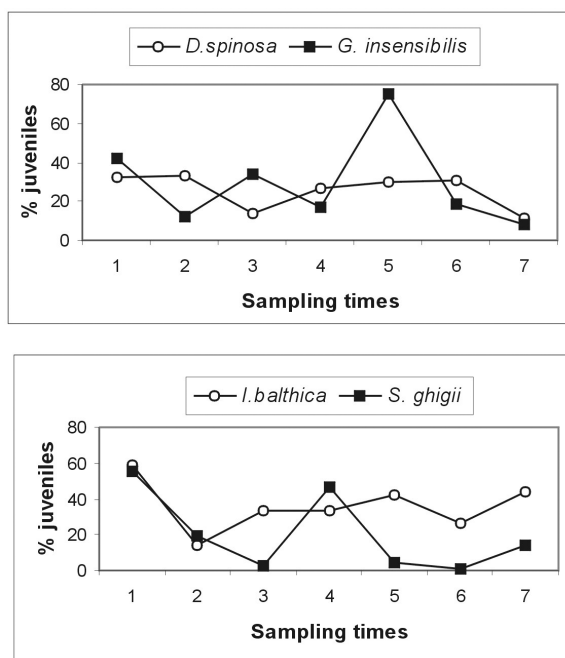 D.spinosa G. insensibilis
80
60
40
20
0
% juveniles
1 2 3 4 5 6 7
Sampling times
I.balthica S. ghigii
80
60
40
20
0
% juveniles
1 2 3 4 5 6 7
Sampling times